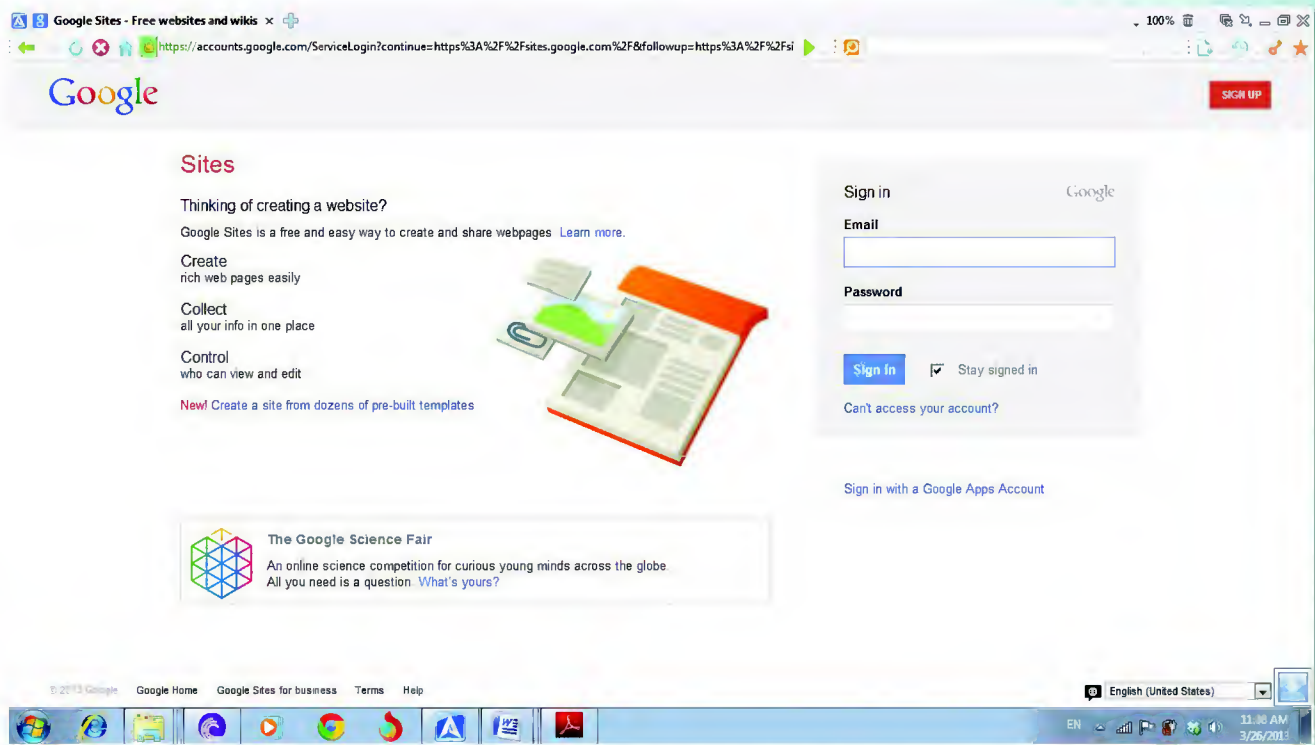 Google Sites - Free websites and wikis
100%
https://accounts.google.com/ServiceLogin?continue=https%3A%2F%2Fsites.google.com%2F&followup=https%3A%2F%2Fsi
Google
SIGN UP
Sites
Thinking of creating a website?
Google Sites is a free and easy way to create and share webpages Learn more.
Create
rich web pages easily
Collect
all your info in one place
Control
who can view and edit
New! Create a site from dozens of pre-built templates
Sign in Google
Email
Password
Sign in Stay signed in
Can't access your account?
Sign in with a Google Apps Account
The Google Science Fair
An online science competition for curious young minds across the globe.
All you need is a question. What's yours?
© 2013 Google Google Home Google Sites for business Terms Help
English (United States)
EN
11:38 AM
3/26/2013